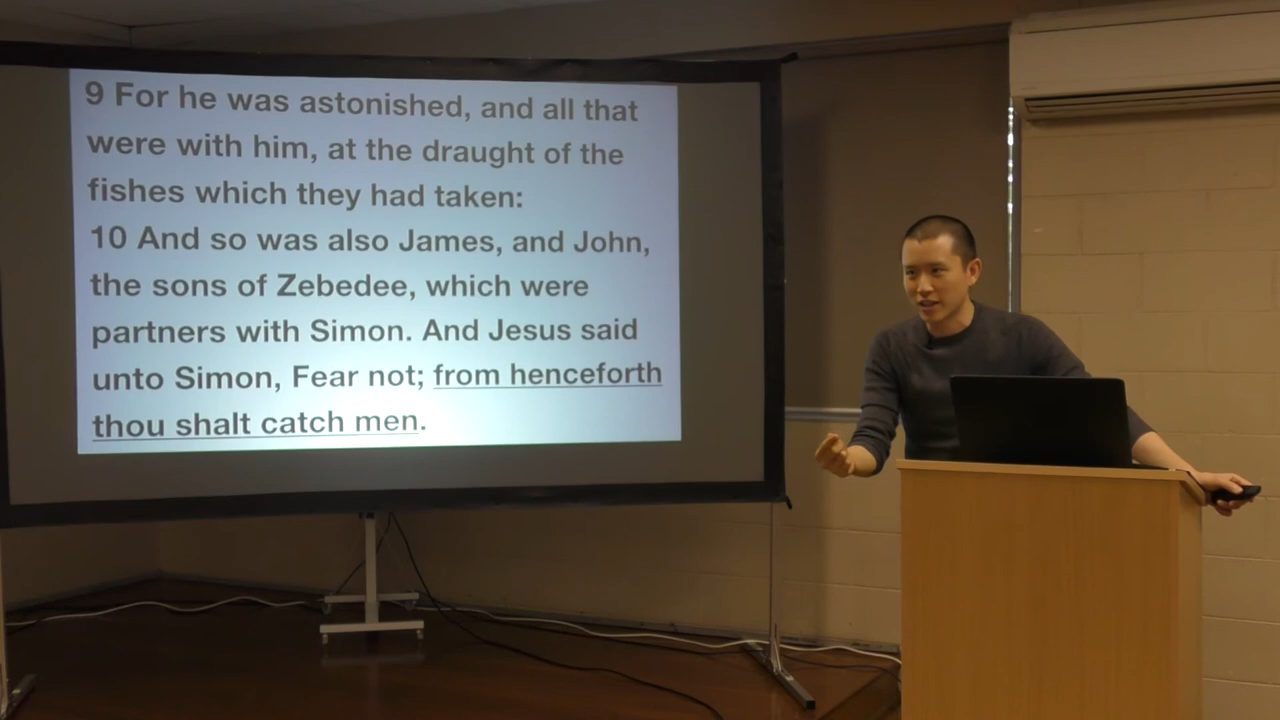 9 For he was astonished, and all that
were with him, at the draught of the
fishes which they had taken:
10 And so was also James, and John,
the sons of Zebedee, which were
partners with Simon. And Jesus said
unto Simon, Fear not; from henceforth
thou shalt catch men.